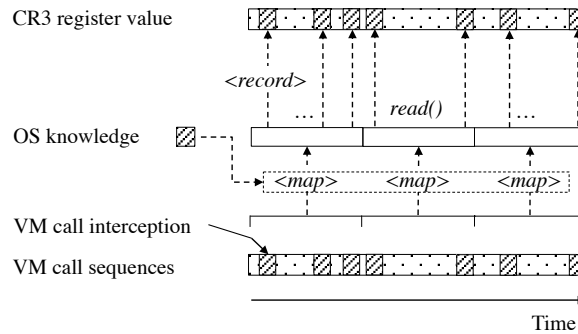 CR3 register value
<record>
... read() ...
OS knowledge
<map> <map> <map>
VM call interception
VM call sequences
Time